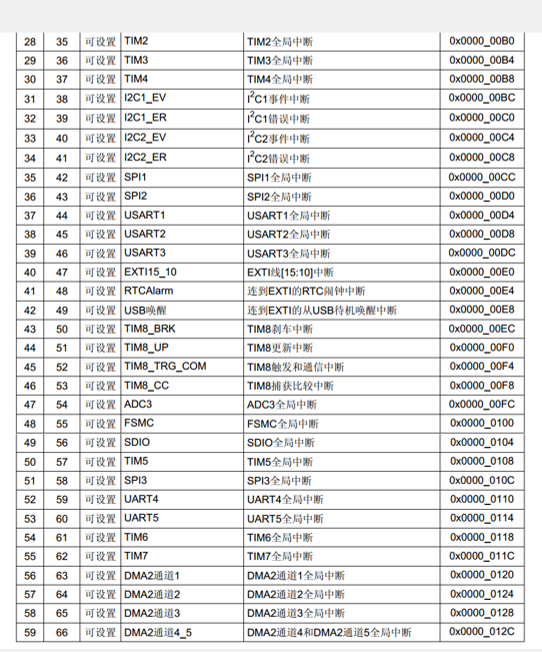 28 35 可设置 TIM2 TIM2全局中断 0x0000_00B0
29 36 可设置 TIM3 TIM3全局中断 0x0000_00B4
30 37 可设置 TIM4 TIM4全局中断 0x0000_00B8
31 38 可设置 I2C1_EV I²C1事件中断 0x0000_00BC
32 39 可设置 I2C1_ER I²C1错误中断 0x0000_00C0
33 40 可设置 I2C2_EV I²C2事件中断 0x0000_00C4
34 41 可设置 I2C2_ER I²C2错误中断 0x0000_00C8
35 42 可设置 SPI1 SPI1全局中断 0x0000_00CC
36 43 可设置 SPI2 SPI2全局中断 0x0000_00D0
37 44 可设置 USART1 USART1全局中断 0x0000_00D4
38 45 可设置 USART2 USART2全局中断 0x0000_00D8
39 46 可设置 USART3 USART3全局中断 0x0000_00DC
40 47 可设置 EXTI15_10 EXTI线[15:10]中断 0x0000_00E0
41 48 可设置 RTCAlarm 连到EXTI的RTC闹钟中断 0x0000_00E4
42 49 可设置 USB唤醒 连到EXTI的从USB待机唤醒中断 0x0000_00E8
43 50 可设置 TIM8_BRK TIM8刹车中断 0x0000_00EC
44 51 可设置 TIM8_UP TIM8更新中断 0x0000_00F0
45 52 可设置 TIM8_TRG_COM TIM8触发和通信中断 0x0000_00F4
46 53 可设置 TIM8_CC TIM8捕获比较中断 0x0000_00F8
47 54 可设置 ADC3 ADC3全局中断 0x0000_00FC
48 55 可设置 FSMC FSMC全局中断 0x0000_0100
49 56 可设置 SDIO SDIO全局中断 0x0000_0104
50 57 可设置 TIM5 TIM5全局中断 0x0000_0108
51 58 可设置 SPI3 SPI3全局中断 0x0000_010C
52 59 可设置 UART4 UART4全局中断 0x0000_0110
53 60 可设置 UART5 UART5全局中断 0x0000_0114
54 61 可设置 TIM6 TIM6全局中断 0x0000_0118
55 62 可设置 TIM7 TIM7全局中断 0x0000_011C
56 63 可设置 DMA2通道1 DMA2通道1全局中断 0x0000_0120
57 64 可设置 DMA2通道2 DMA2通道2全局中断 0x0000_0124
58 65 可设置 DMA2通道3 DMA2通道3全局中断 0x0000_0128
59 66 可设置 DMA2通道4_5 DMA2通道4和DMA2通道5全局中断 0x0000_012C